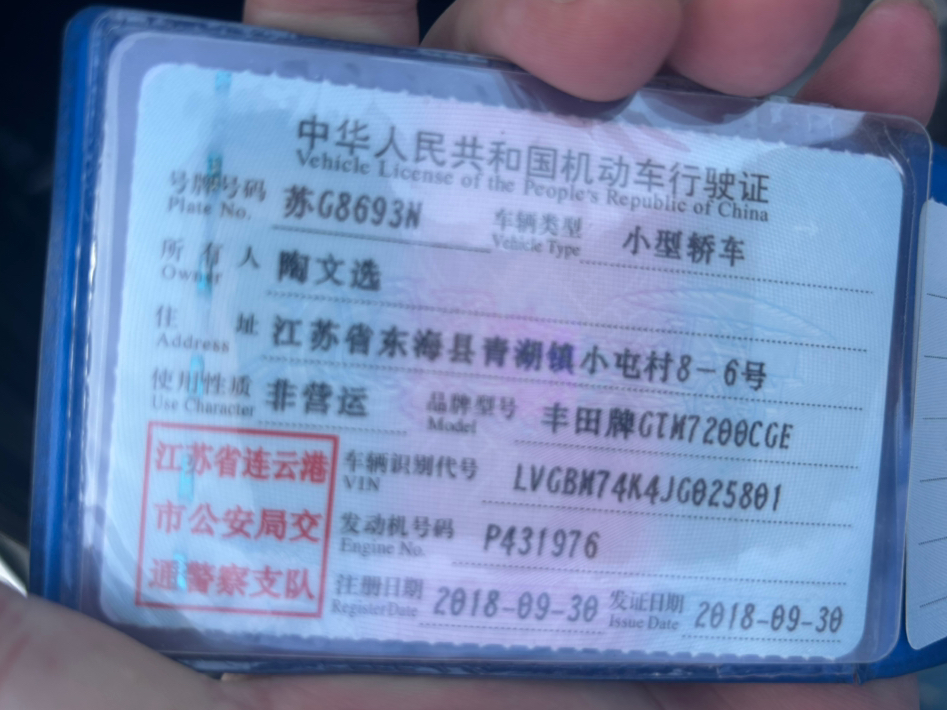 中华人民共和国机动车行驶证
Vehicle License of the People's Republic of China
号牌号码 苏G8693N 车辆类型 小型轿车
Plate No. Vehicle Type
所有人 陶文选
Owner
住址 江苏省东海县青湖镇小屯村8-6号
Address
使用性质 非营运 品牌型号 丰田牌GTM7200CGE
Use Character Model
江苏省连云港
市公安局交
通警察支队
车辆识别代号 LVGBM74K4JG025801
VIN
发动机号码 P431976
Engine No.
注册日期 2018-09-30 发证日期 2018-09-30
Register Date Issue Date